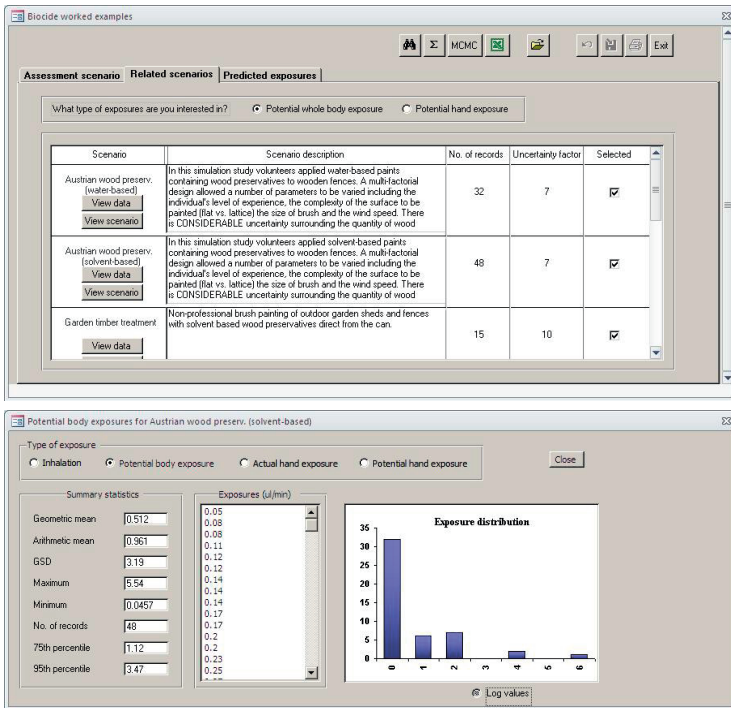 Biocide worked examples
Σ MCMC Exit
Assessment scenario Related scenarios Predicted exposures
What type of exposures are you interested in? Potential whole body exposure Potential hand exposure
Scenario Scenario description No. of records Uncertainty factor Selected
Austrian wood preserv. (water-based)
View data
View scenario
In this simulation study volunteers applied water-based paints
containing wood preservatives to wooden fences. A multi-factorial
design allowed a number of parameters to be varied including the
individual's level of experience, the complexity of the surface to be
painted (flat vs. lattice) the size of brush and the wind speed. There
is CONSIDERABLE uncertainty surrounding the quantity of wood
32 7
Austrian wood preserv. (solvent-based)
View data
View scenario
In this simulation study volunteers applied solvent-based paints
containing wood preservatives to wooden fences. A multi-factorial
design allowed a number of parameters to be varied including the
individual's level of experience, the complexity of the surface to be
painted (flat vs. lattice) the size of brush and the wind speed. There
is CONSIDERABLE uncertainty surrounding the quantity of wood
48 7
Garden timber treatment
View data
Non-professional brush painting of outdoor garden sheds and fences
with solvent based wood preservatives direct from the can.
15 10
Potential body exposures for Austrian wood preserv. (solvent-based)
Type of exposure
Inhalation Potential body exposure Actual hand exposure Potential hand exposure
Close
Summary statistics
Geometric mean 0.512
Arithmetic mean 0.961
GSD 3.19
Maximum 5.54
Minimum 0.0457
No. of records 48
75th percentile 1.12
95th percentile 3.47
Exposures (ul/min)
0.05
0.08
0.08
0.11
0.12
0.12
0.14
0.14
0.14
0.17
0.17
0.2
0.2
0.23
0.25
Exposure distribution
35
30
25
20
15
10
5
0
0 1 2 3 4 5 6
Log values